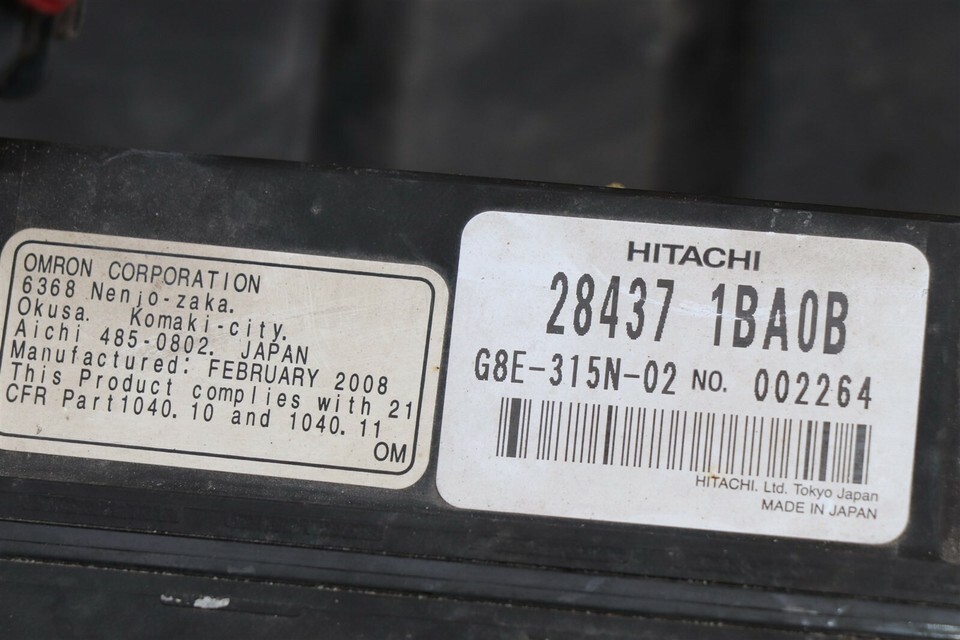 OMRON CORPORATION
6368 Nenjo-zaka.
Okusa. Komaki-city.
Aichi 485-0802. JAPAN
Manufactured: FEBRUARY 2008
This Product complies with 21
CFR Part1040.10 and 1040.11
OM
HITACHI
28437 1BA0B
G8E-315N-02 NO. 002264
HITACHI. Ltd. Tokyo Japan
MADE IN JAPAN